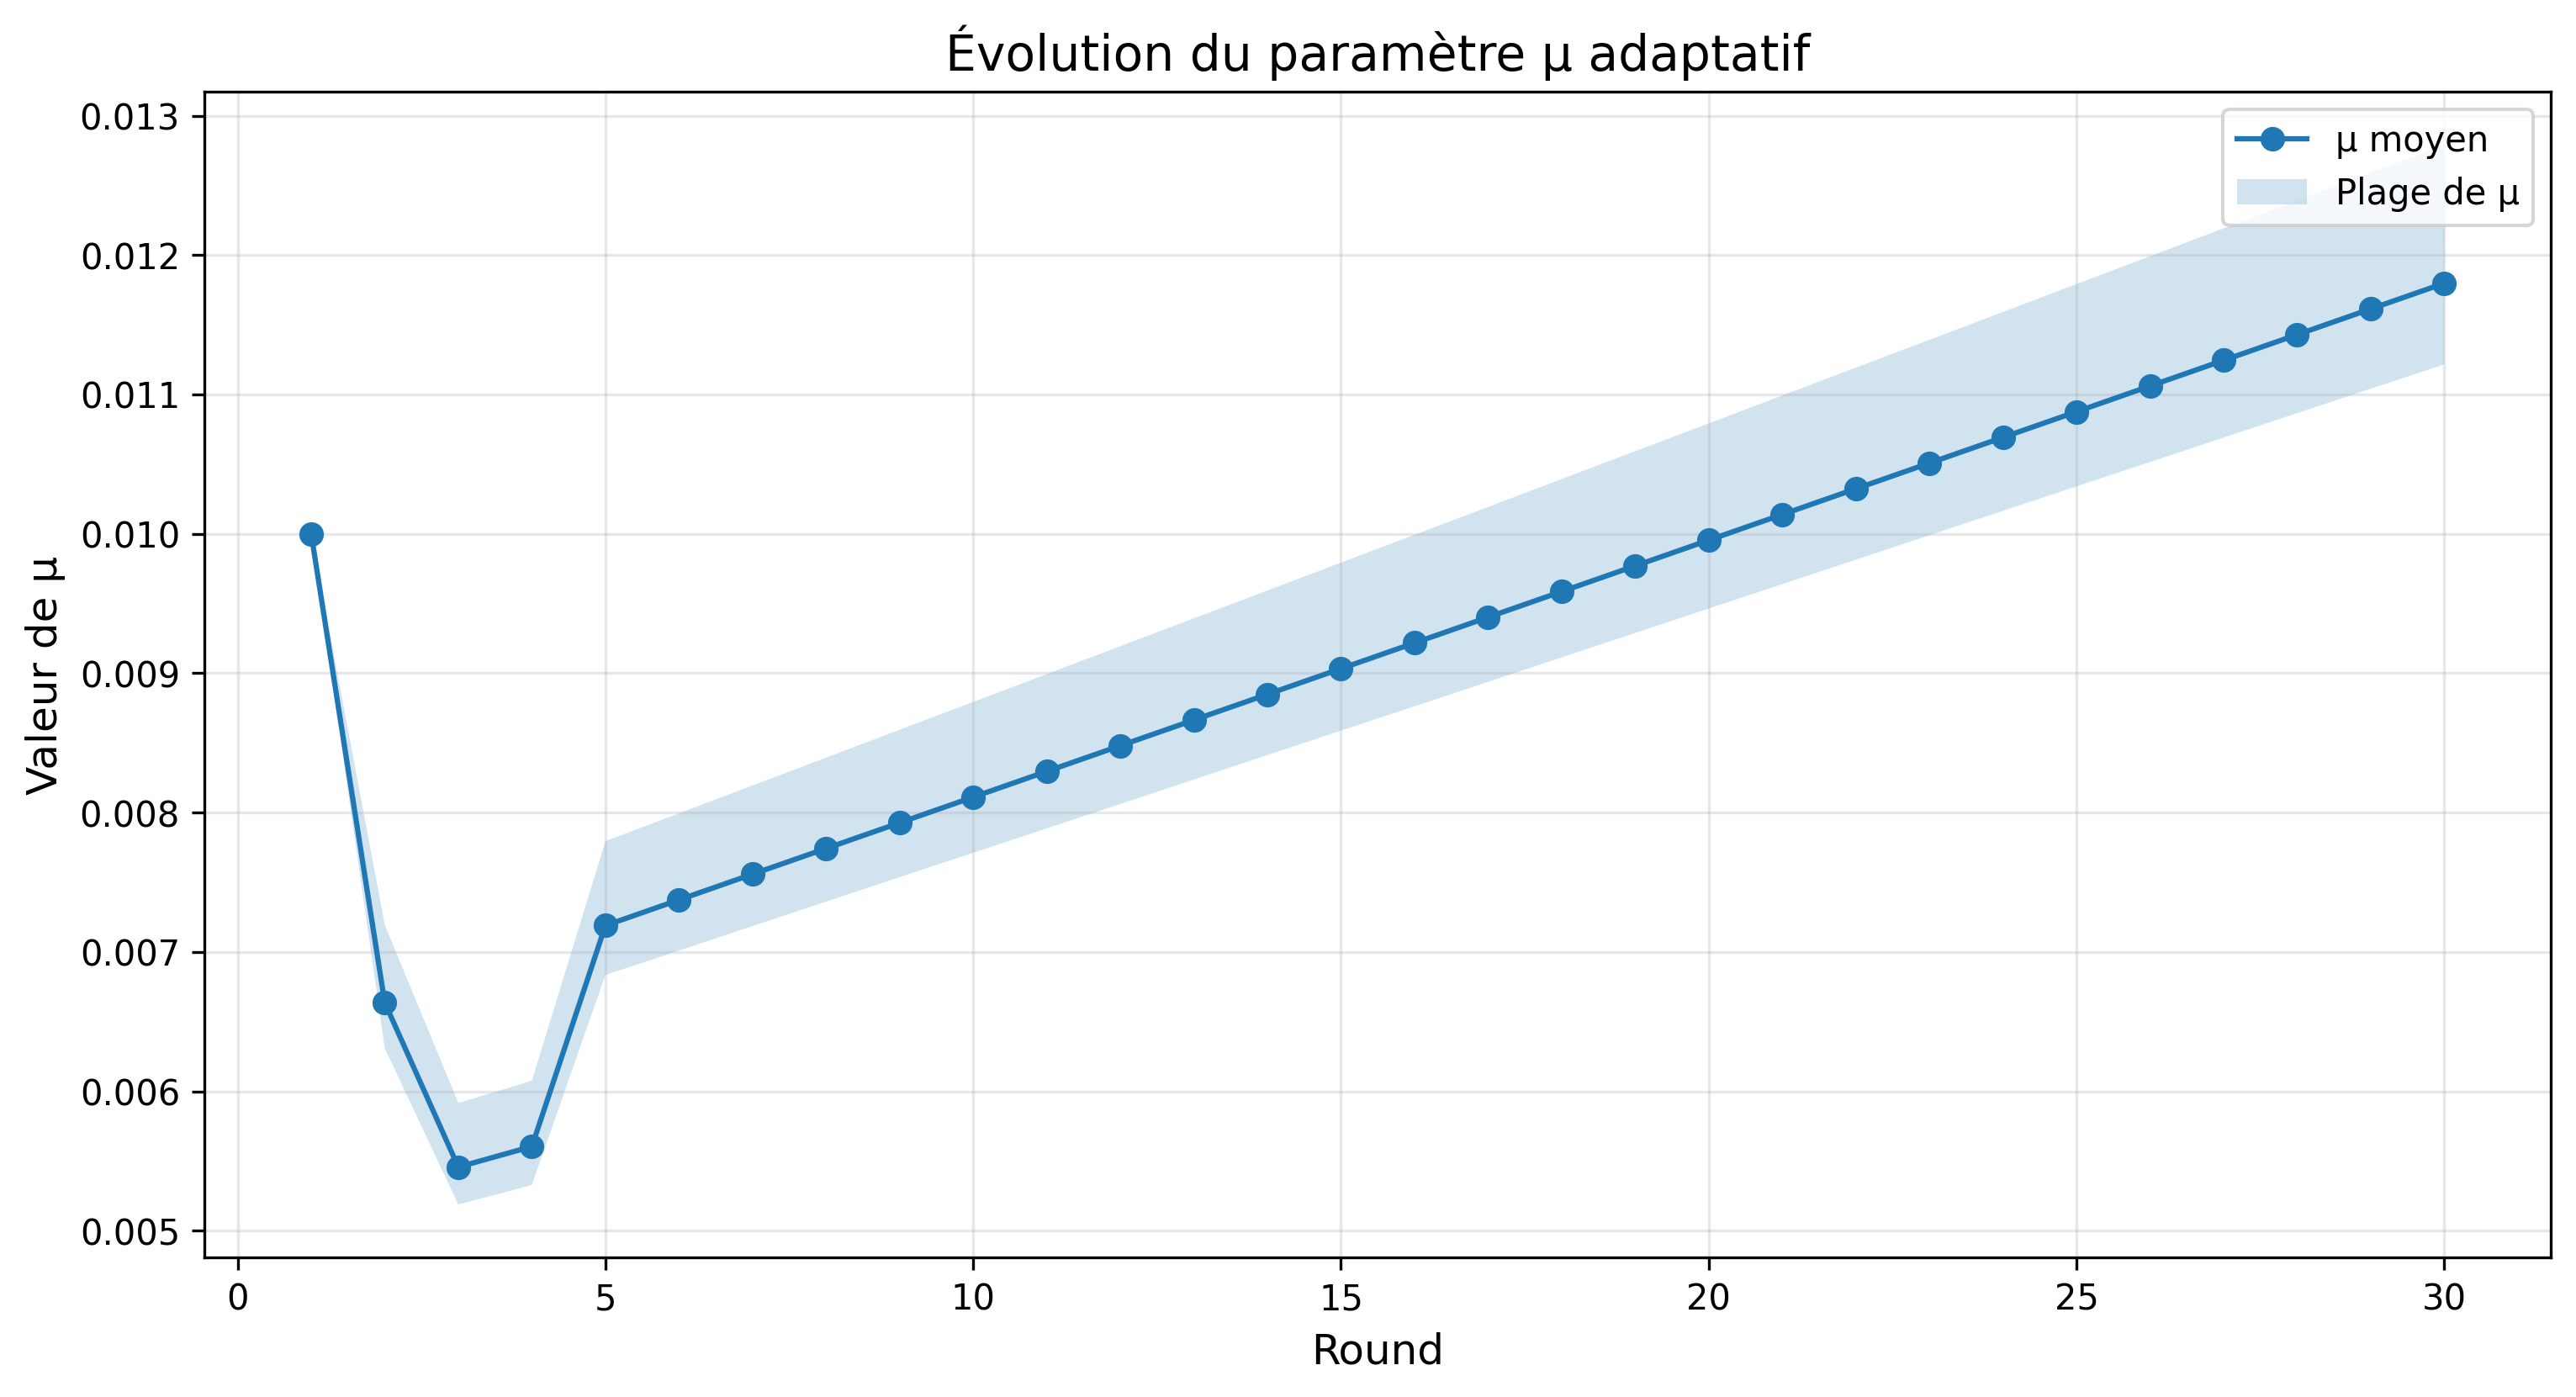 Évolution du paramètre μ adaptatif
0.013
0.012
0.011
0.010
0.009
0.008
0.007
0.006
0.005
Valeur de μ
μ moyen
Plage de μ
0 5 10 15 20 25 30
Round